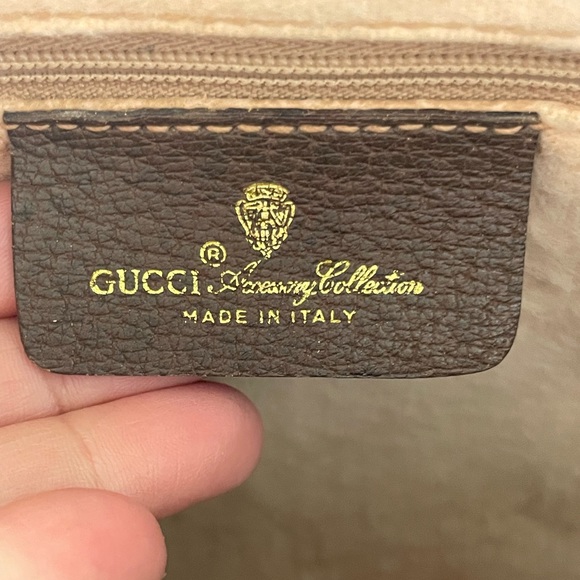 ®
GUCCI Accessory Collection
MADE IN ITALY